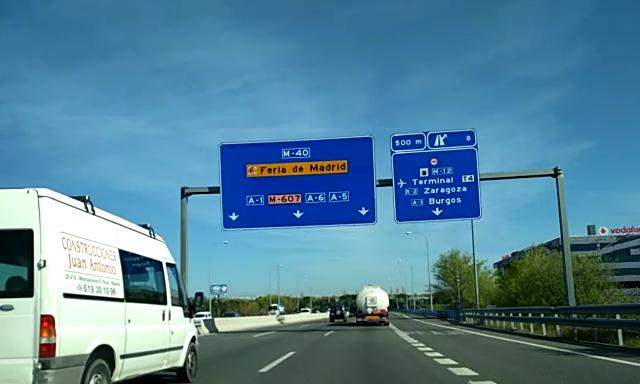 M-40
Feria de Madrid
A-1 M-607 A-6 A-5
500 m 8
M-12
Terminal T4
R-2 Zaragoza
A-1 Burgos
vodafone
CONSTRUCCIONES
Juan Antonio
619 30 10 96